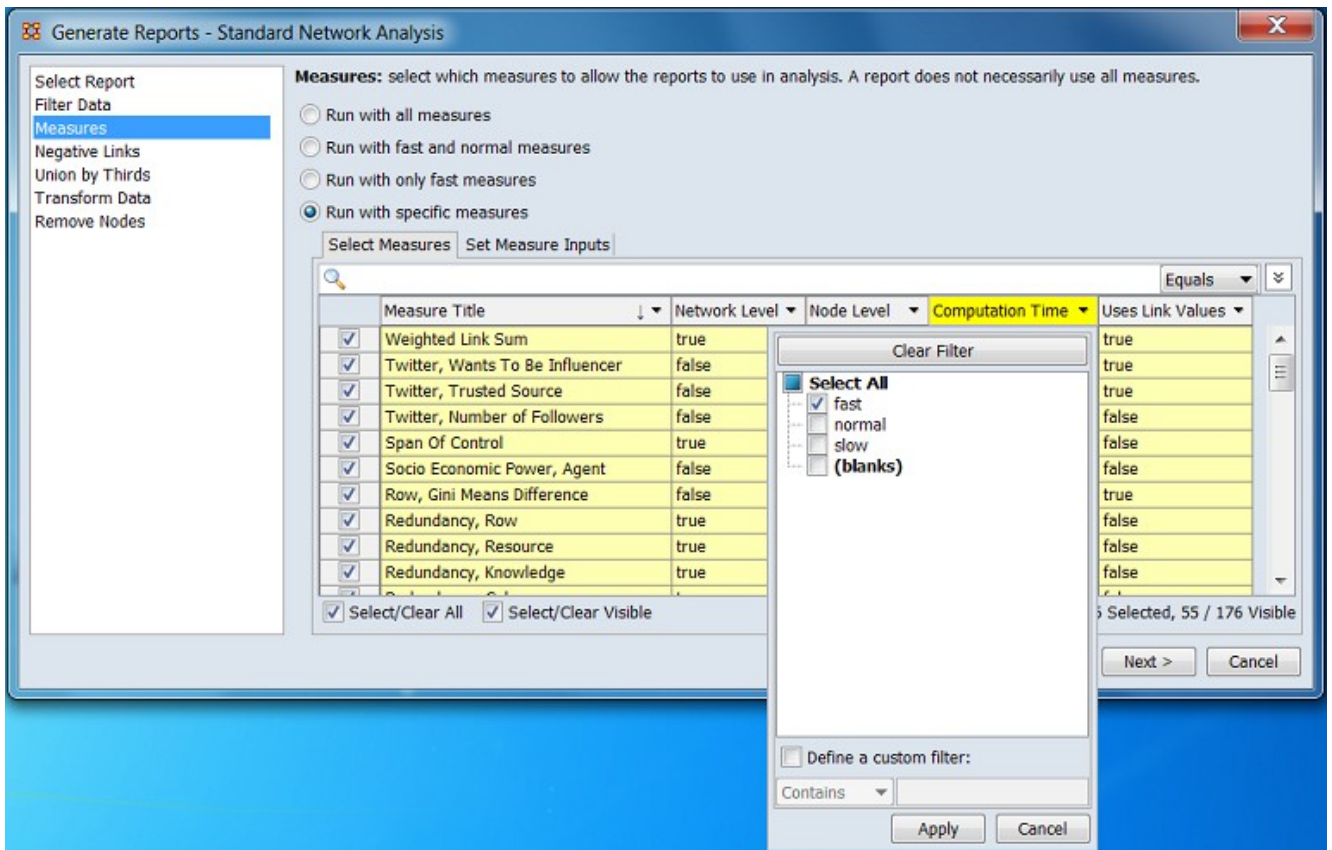 Generate Reports - Standard Network Analysis
X
Select Report
Filter Data
Measures
Negative Links
Union by Thirds
Transform Data
Remove Nodes
Measures: select which measures to allow the reports to use in analysis. A report does not necessarily use all measures.
Run with all measures
Run with fast and normal measures
Run with only fast measures
Run with specific measures
Select Measures Set Measure Inputs
Equals
Measure Title Network Level Node Level Computation Time Uses Link Values
Weighted Link Sum true true
Twitter, Wants To Be Influencer false true
Twitter, Trusted Source false true
Twitter, Number of Followers false false
Span Of Control true false
Socio Economic Power, Agent false false
Row, Gini Means Difference false true
Redundancy, Row true false
Redundancy, Resource true false
Redundancy, Knowledge true false
Select/Clear All Select/Clear Visible Selected, 55 / 176 Visible
Next > Cancel
Clear Filter
Select All
fast
normal
slow
(blanks)
Define a custom filter:
Contains
Apply Cancel